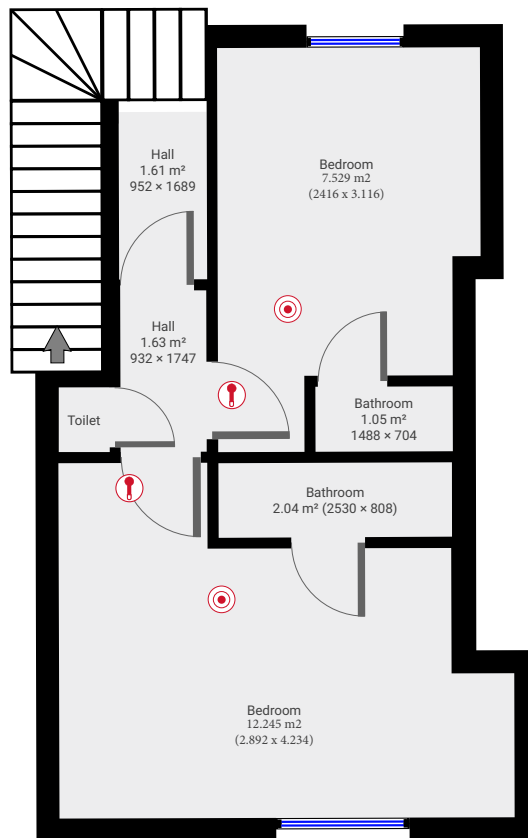 Hall
1.61 m²
952 × 1689
Bedroom
7.529 m2
(2416 x 3.116)
Hall
1.63 m²
932 × 1747
Toilet
Bathroom
1.05 m²
1488 × 704
Bathroom
2.04 m² (2530 × 808)
Bedroom
12.245 m2
(2.892 x 4.234)